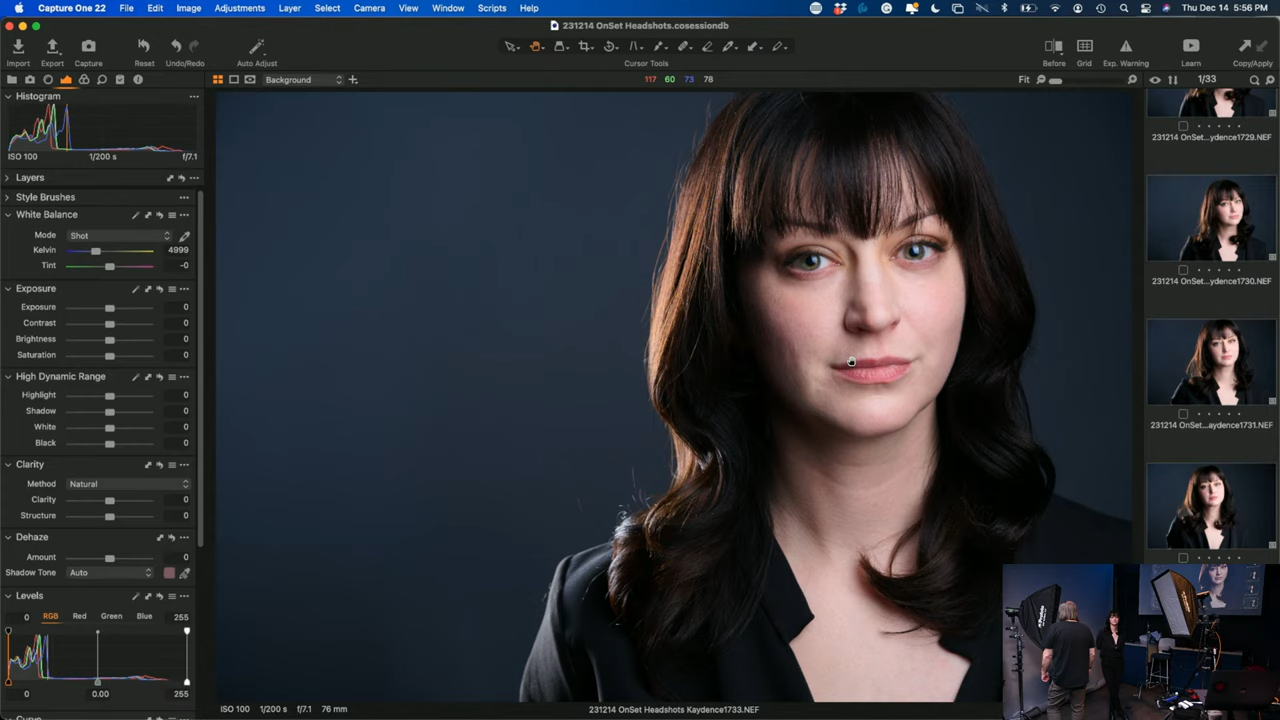 Capture One 22 File Edit Image Adjustments Layer Select Camera View Window Scripts Help Thu Dec 14 5:56 PM
231214 OnSet Headshots.cosessiondb
Import Export Capture Reset Undo/Redo Auto Adjust Cursor Tools Before Grid Exp. Warning Learn Copy/Apply
Background 117 60 73 78 Fit 1/33
Histogram
ISO 100 1/200 s f/7.1
Layers
Style Brushes
White Balance
Mode Shot
Kelvin 4999
Tint -0
Exposure
Exposure 0
Contrast 0
Brightness 0
Saturation 0
High Dynamic Range
Highlight 0
Shadow 0
White 0
Black 0
Clarity
Method Natural
Clarity 0
Structure 0
Dehaze
Amount 0
Shadow Tone Auto
Levels
0 RGB Red Green Blue 255
0 0.00 255
231214 OnSet...ydence1729.NEF
231214 OnSet...ydence1730.NEF
231214 OnSet...aydence1731.NEF
ISO 100 1/200 s f/7.1 76 mm 231214 OnSet Headshots Kaydence1733.NEF